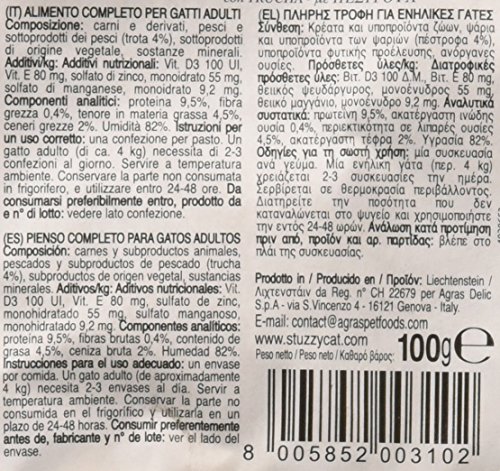 (IT) ALIMENTO COMPLETO PER GATTI ADULTI
Composizione: carni e derivati, pesci e
sottoprodotti dei pesci (trota 4%), sottoprodotti
di origine vegetale, sostanze minerali.
Additivi/kg: Additivi nutrizionali: Vit. D3 100 UI,
Vit. E 80 mg, solfato di zinco, monoidrato 55 mg,
solfato di manganese, monoidrato 9,2 mg.
Componenti analitici: proteina 9,5%, fibra
grezza 0,4%, tenore in materia grassa 4,5%,
ceneri gregge 2%. Umidità 82%. Istruzioni per
un uso corretto: una confezione per pasto. Un
gatto adulto (di ca. 4 kg) necessita di 2-3
confezioni al giorno. Servire a temperatura
ambiente. Conservare la parte non consumata
in frigorifero, e utilizzare entro 24-48 ore. Da
consumarsi preferibilmente entro, prodotto da
e n° di lotto: vedere lato confezione.
(ES) PIENSO COMPLETO PARA GATOS ADULTOS
Composición: carnes y subproductos animales,
pescados y subproductos de pescado (trucha
4%), subproductos de origen vegetal, sustancias
minerales. Aditivos/kg: Aditivos nutricionales: Vit.
D3 100 UI, Vit. E 80 mg, sulfato de zinc,
monohidratado 55 mg, sulfato manganoso,
monohidratado 9,2 mg. Componentes analíticos:
proteína 9,5%, fibras brutas 0,4%, contenido de
grasa 4,5%, ceniza bruta 2%. Humedad 82%.
Instrucciones para el uso adecuado: un envase
por comida. Un gato adulto (de aproximadamente
4 kg) necesita 2-3 envases al día. Servir a
temperatura ambiente. Conservar la parte no
consumida en el frigorífico y utilizarla en un
plazo de 24-48 horas. Consumir preferentemente
antes de, fabricante y n° de lote: ver el lado del
envase.
(EL) ΠΛΗΡΗΣ ΤΡΟΦΗ ΓΙΑ ΕΝΗΛΙΚΕΣ ΓΑΤΕΣ
Σύνθεση: Κρέατα και υποπροϊόντα ζώων, ψάρια
και υποπροϊόντα των ψαριών (πέστροφα 4%),
υποπροϊόντα φυτικής προέλευσης, ανόργανες
ουσίες. Πρόσθετες ύλες/kg: Διατροφικές
πρόσθετες ύλες: Βιτ. D3 100 Δ.Μ., Βιτ. E 80 mg,
θειικός ψευδάργυρος, μονοένυδρος 55 mg,
θειικό μαγγάνιο, μονοένυδρο 9,2 mg. Αναλυτικά
συστατικά: πρωτεΐνη 9,5%, ακατέργαστη ινώδης
ουσία 0,4%, περιεκτικότητα σε λιπαρές ουσίες
4,5%, ακατέργαστη τέφρα 2%. Υγρασία 82%.
Οδηγίες για τη σωστή χρήση: μία συσκευασία
ανά γεύμα. Μία ενήλικη γάτα (περ. 4 kg)
χρειάζεται 2-3 συσκευασίες την ημέρα.
Σερβίρεται σε θερμοκρασία περιβάλλοντος.
Διατηρείτε την ποσότητα που δεν
καταναλώνεται στο ψυγείο και χρησιμοποιήστε
την εντός 24-48 ωρών. Ανάλωση κατά προτίμηση
πριν από, προϊόν και αρ. παρτίδας: βλέπε στο
πλάι της συσκευασίας.
Prodotto in / Producido en / Προϊόν: Liechtenstein /
Λιχτενστάιν da Reg. n° CH 22679 per Agras Delic
S.p.A. - via S.Vincenzo 4 - 16121 Genova - Italy.
E-mail: contact@agraspetfoods.com
www.stuzzycat.com
Peso netto / Peso neto / Καθαρό βάρος: 100g e
8 005852 003102